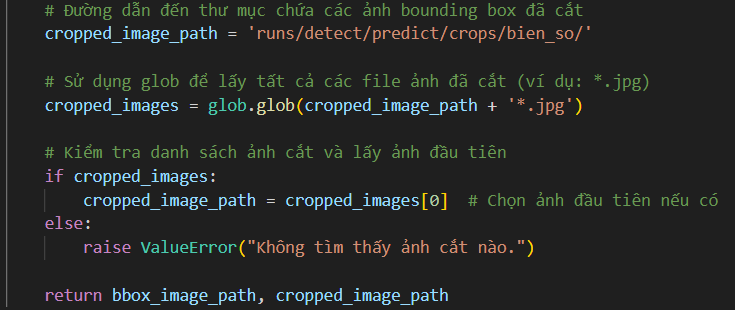 # Đường dẫn đến thư mục chứa các ảnh bounding box đã cắt
cropped_image_path = 'runs/detect/predict/crops/bien_so/'
# Sử dụng glob để lấy tất cả các file ảnh đã cắt (ví dụ: *.jpg)
cropped_images = glob.glob(cropped_image_path + '*.jpg')
# Kiểm tra danh sách ảnh cắt và lấy ảnh đầu tiên
if cropped_images:
    cropped_image_path = cropped_images[0]  # Chọn ảnh đầu tiên nếu có
else:
    raise ValueError("Không tìm thấy ảnh cắt nào.")
return bbox_image_path, cropped_image_path